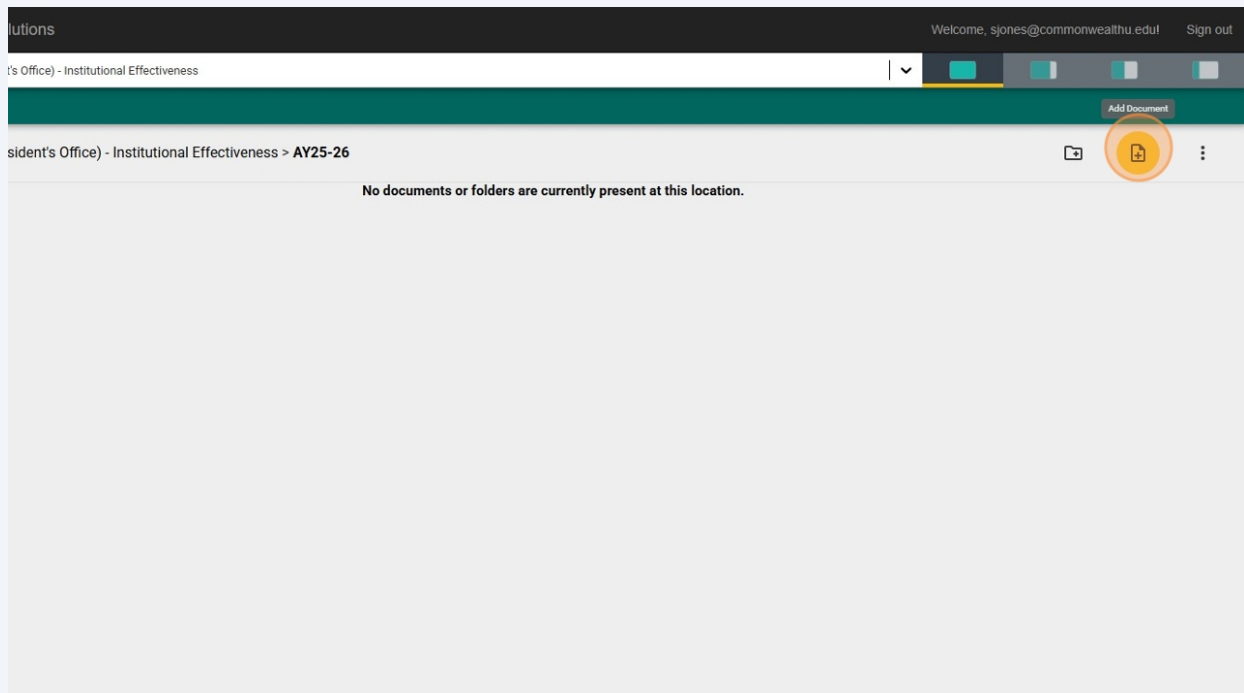 lutions
Welcome, sjones@commonwealthu.edu!
Sign out
t's Office) - Institutional Effectiveness
Add Document
sident's Office) - Institutional Effectiveness > AY25-26
No documents or folders are currently present at this location.